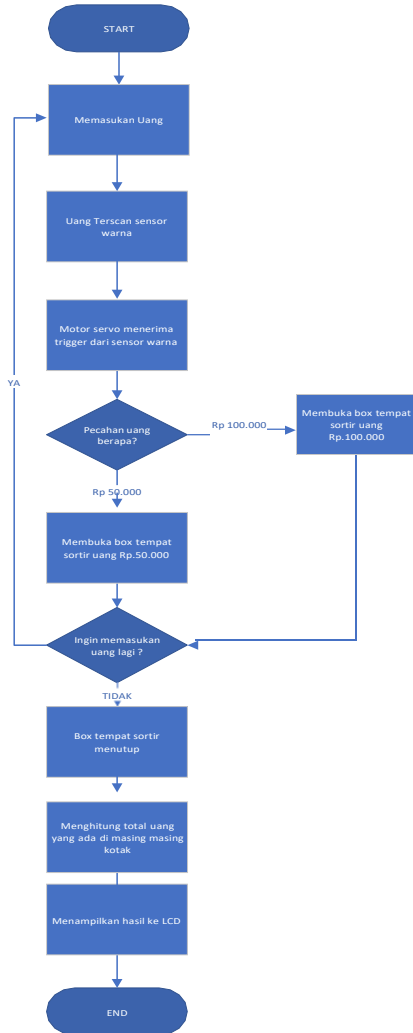 START
Memasukan Uang
Uang Terscan sensor
warna
Motor servo menerima
trigger dari sensor warna
YA
Pecahan uang
berapa?
Rp 100.000
Membuka box tempat
sortir uang
Rp.100.000
Rp 50.000
Membuka box tempat
sortir uang Rp.50.000
Ingin memasukan
uang lagi ?
TIDAK
Box tempat sortir
menutup
Menghitung total uang
yang ada di masing masing
kotak
Menampilkan hasil ke LCD
END